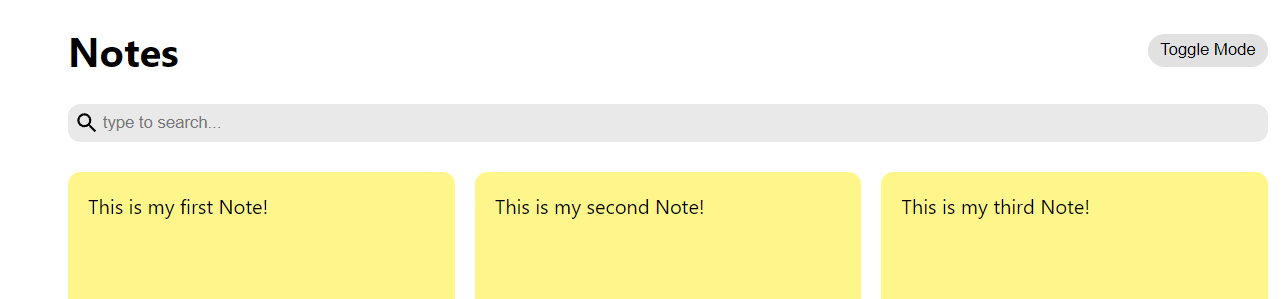 Notes
Toggle Mode
type to search...
This is my first Note!
This is my second Note!
This is my third Note!